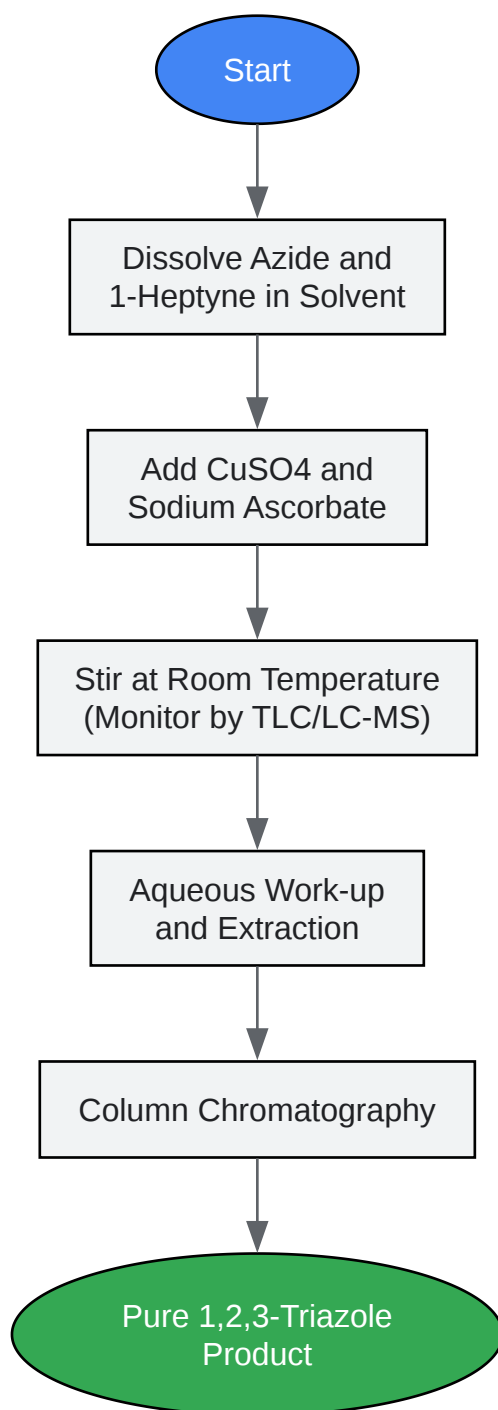 Start
Dissolve Azide and
1-Heptyne in Solvent
Add CuSO4 and
Sodium Ascorbate
Stir at Room Temperature
(Monitor by TLC/LC-MS)
Aqueous Work-up
and Extraction
Column Chromatography
Pure 1,2,3-Triazole
Product